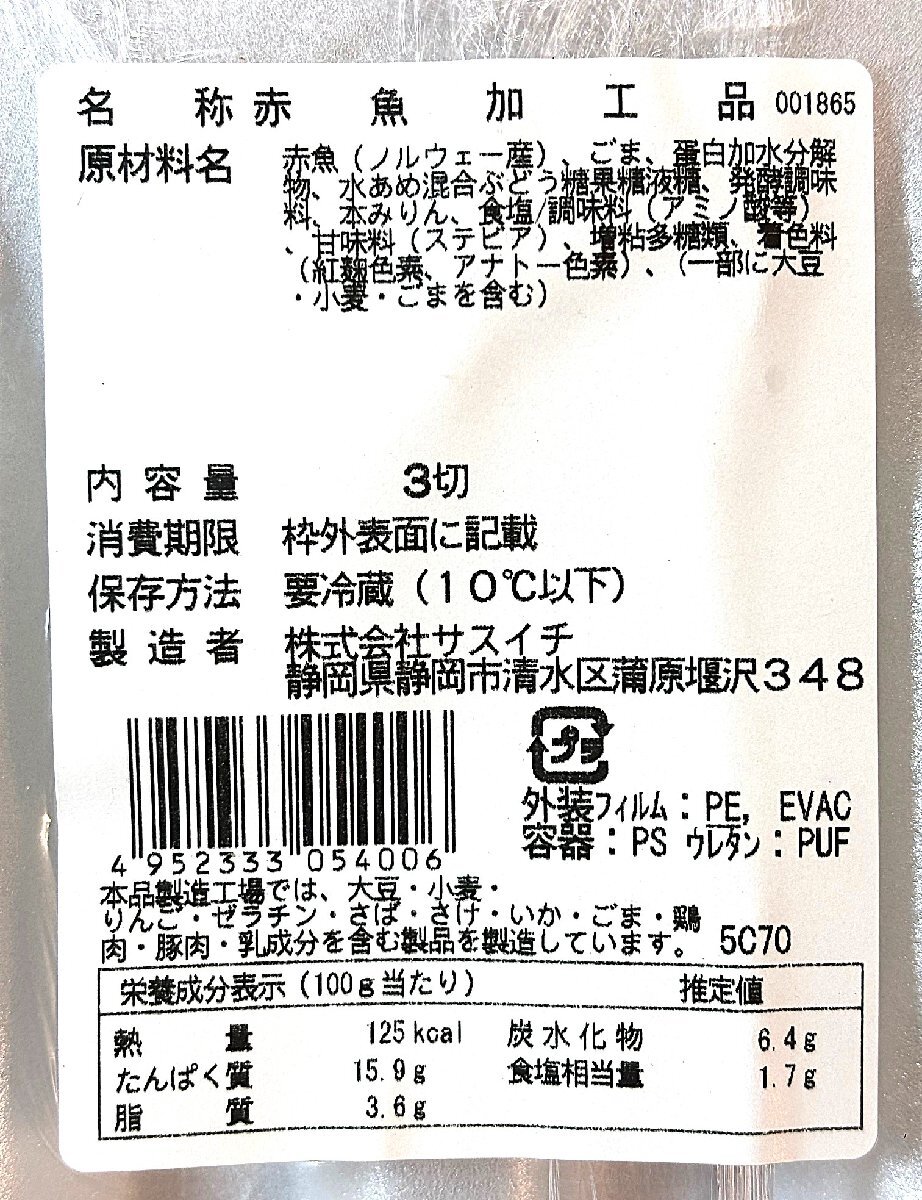 名称 赤魚加工品 001865
原材料名 赤魚(ノルウェー産)、ごま、蛋白加水分解
物、水あめ混合ぶどう糖果糖液糖、発酵調味
料、本みりん、食塩/調味料(アミノ酸等)
、甘味料(ステビア)、増粘多糖類、着色料
(紅麹色素、アナトー色素)、(一部に大豆
・小麦・ごまを含む)
内容量 3切
消費期限 枠外表面に記載
保存方法 要冷蔵(10℃以下)
製造者 株式会社サスイチ
静岡県静岡市清水区蒲原堰沢348
プラ
外装フィルム:PE, EVAC
容器:PS ウレタン:PUF
4 952333 054006
本品製造工場では、大豆・小麦・
りんご・ゼラチン・さば・さけ・いか・ごま・鶏
肉・豚肉・乳成分を含む製品を製造しています。 5C70
栄養成分表示(100g当たり) 推定値
熱量 125kcal 炭水化物 6.4g
たんぱく質 15.9g 食塩相当量 1.7g
脂質 3.6g